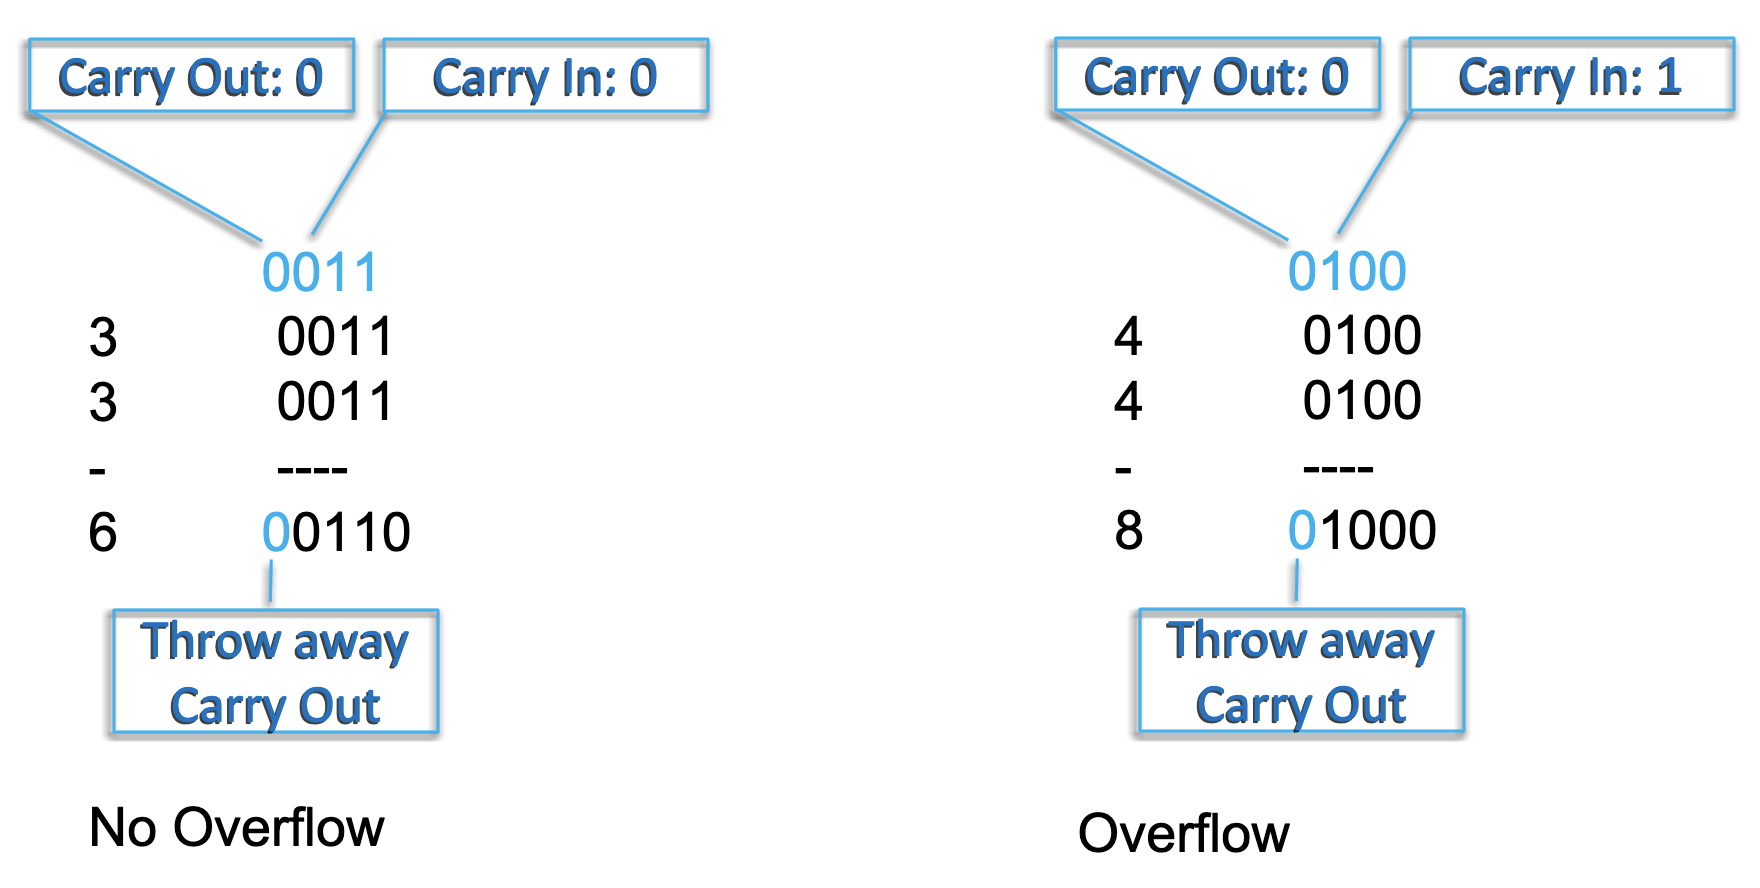 Carry Out: 0
Carry In: 0
0011
3 0011
3 0011
- ----
6 00110
Throw away
Carry Out
No Overflow
Carry Out: 0
Carry In: 1
0100
4 0100
4 0100
- ----
8 01000
Throw away
Carry Out
Overflow